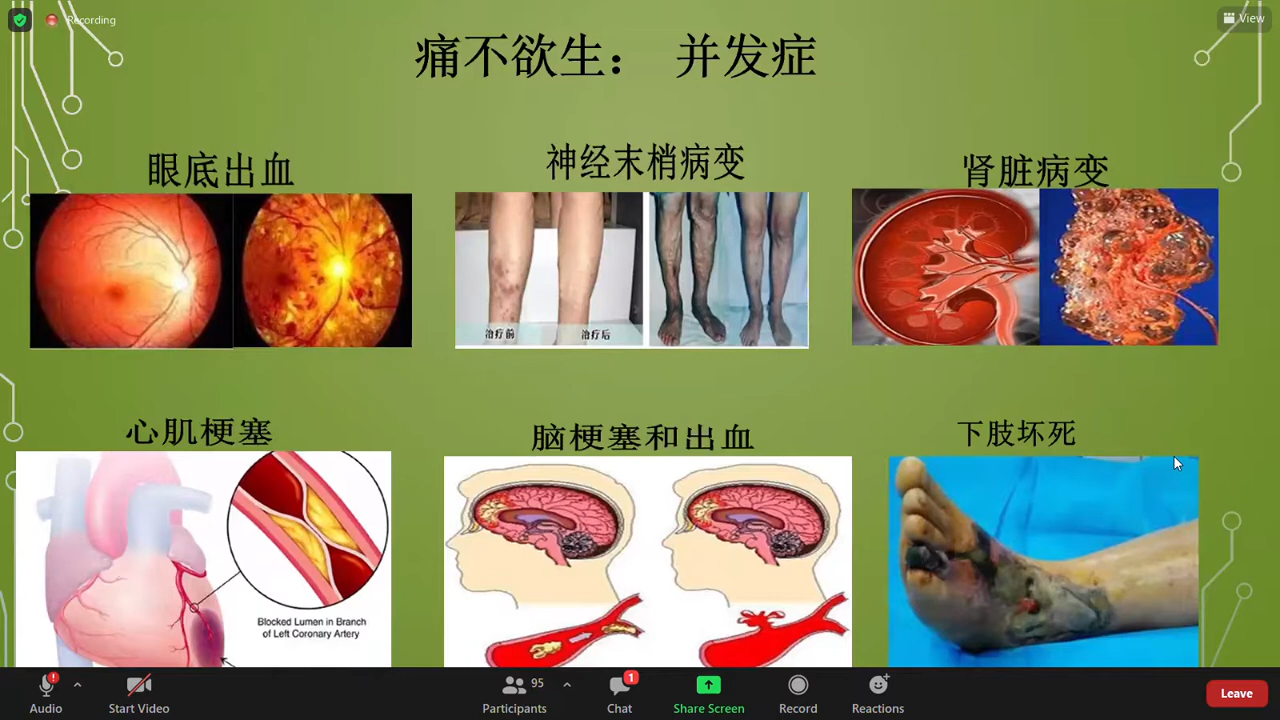 Recording
View
痛不欲生： 并发症
眼底出血
神经末梢病变
肾脏病变
治疗前
治疗后
心肌梗塞
脑梗塞和出血
下肢坏死
Blocked Lumen in Branch
of Left Coronary Artery
95
1
Audio
Start Video
Participants
Chat
Share Screen
Record
Reactions
Leave